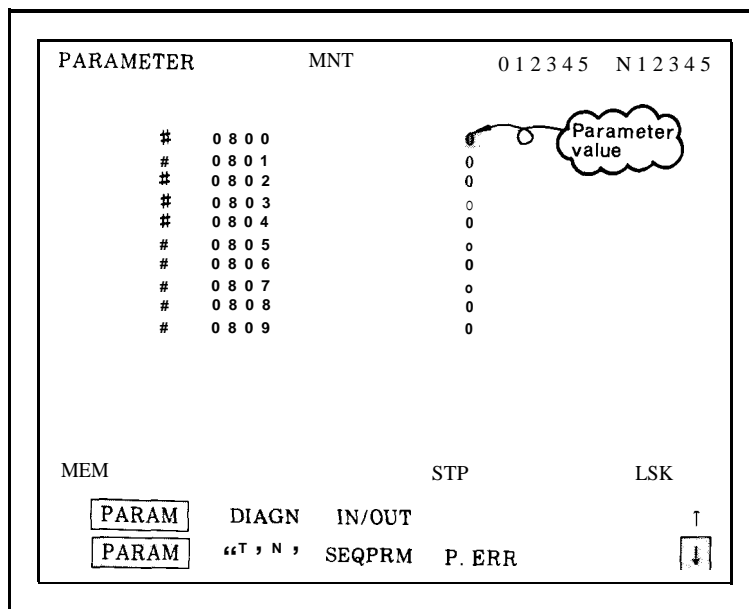 PARAMETER MNT 012345 N12345
# 0800 0 Parameter value
# 0801 0
# 0802 0
# 0803 0
# 0804 0
# 0805 0
# 0806 0
# 0807 0
# 0808 0
# 0809 0
MEM STP LSK
PARAM DIAGN IN/OUT ↑
PARAM “T ’ N ’ SEQPRM P. ERR ↓